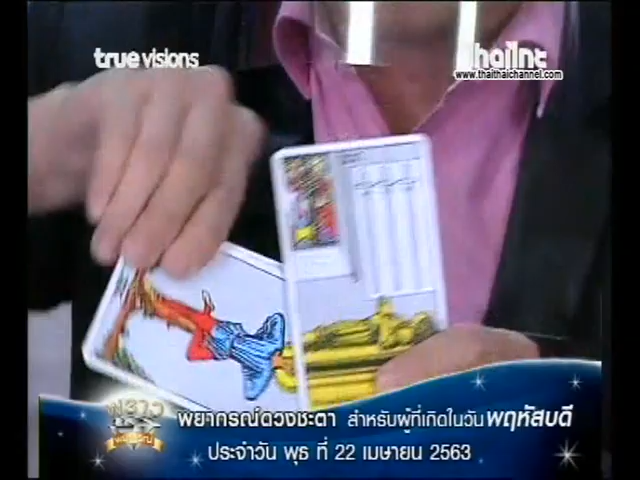 truevisions
ThaiThai
www.thaithaichannel.com
พยากรณ์ดวงชะตา สำหรับผู้ที่เกิดในวันพฤหัสบดี
ประจำวัน พุธ ที่ 22 เมษายน 2563